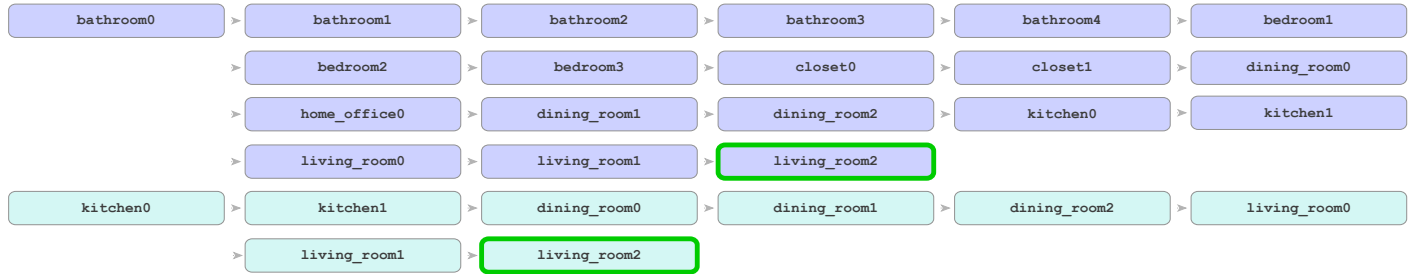 bathroom0 bathroom1 bathroom2 bathroom3 bathroom4 bedroom1
bedroom2 bedroom3 closet0 closet1 dining_room0
home_office0 dining_room1 dining_room2 kitchen0 kitchen1
living_room0 living_room1 living_room2
kitchen0 kitchen1 dining_room0 dining_room1 dining_room2 living_room0
living_room1 living_room2